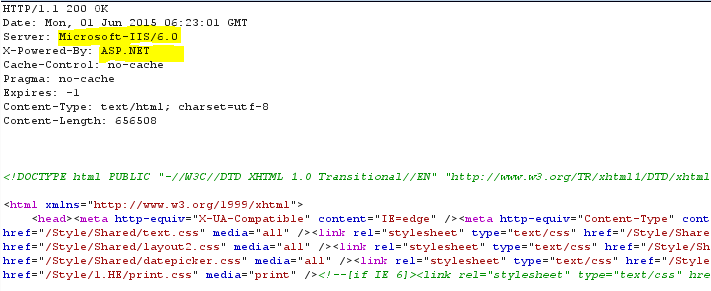 HTTP/1.1 200 OK
Date: Mon, 01 Jun 2015 06:23:01 GMT
Server: Microsoft-IIS/6.0
X-Powered-By: ASP.NET
Cache-Control: no-cache
Pragma: no-cache
Expires: -1
Content-Type: text/html; charset=utf-8
Content-Length: 656508
<!DOCTYPE html PUBLIC "-//W3C//DTD XHTML 1.0 Transitional//EN" "http://www.w3.org/TR/xhtml1/DTD/xhtml
<html xmlns="http://www.w3.org/1999/xhtml">
<head><meta http-equiv="X-UA-Compatible" content="IE=edge" /><meta http-equiv="Content-Type" cont
href="/Style/Shared/text.css" media="all" /><link rel="stylesheet" type="text/css" href="/Style/Share
href="/Style/Shared/layout2.css" media="all" /><link rel="stylesheet" type="text/css" href="/Style/Sh
href="/Style/Shared/datepicker.css" media="all" /><link rel="stylesheet" type="text/css" href="/Style
href="/Style/1.HE/print.css" media="print" /><!--[if IE 6]><link rel="stylesheet" type="text/css" hre